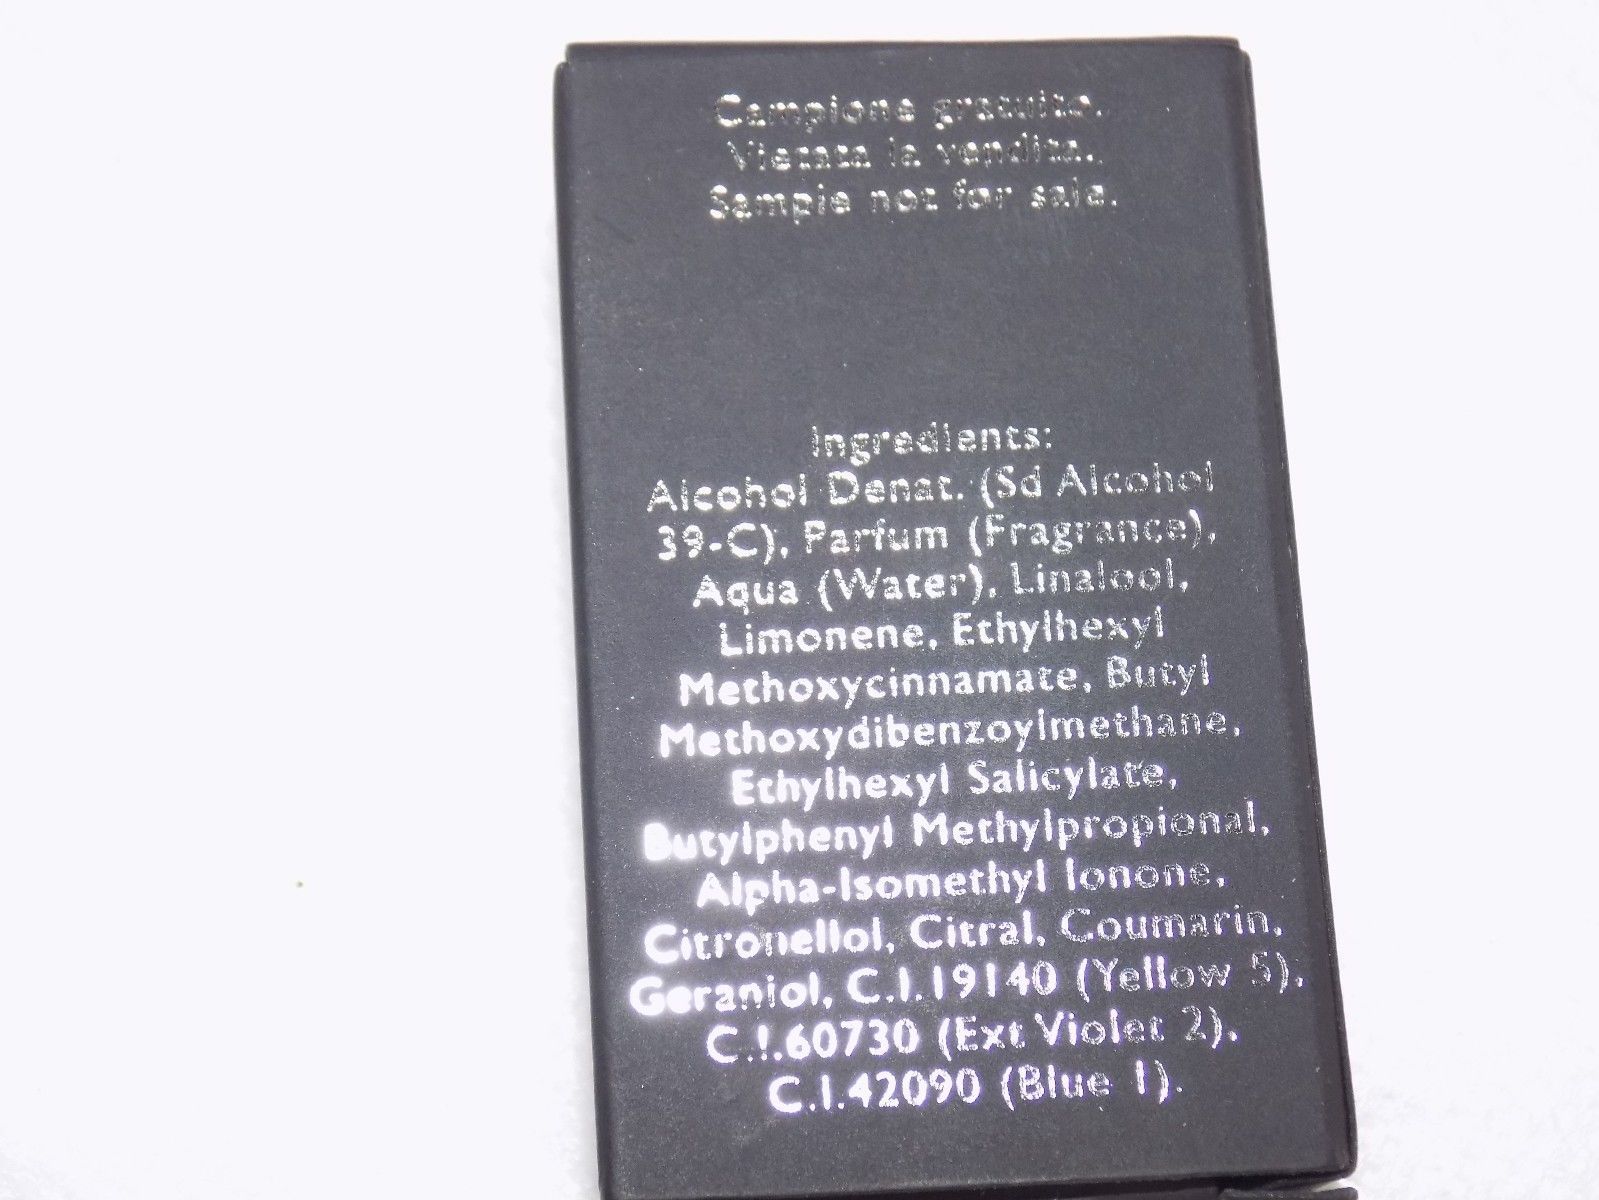 Campione gratuito.
Vietata la vendita.
Sample not for sale.
Ingredients:
Alcohol Denat. (Sd Alcohol
39-C), Parfum (Fragrance),
Aqua (Water), Linalool,
Limonene, Ethylhexyl
Methoxycinnamate, Butyl
Methoxydibenzoylmethane,
Ethylhexyl Salicylate,
Butylphenyl Methylpropional,
Alpha-Isomethyl Ionone,
Citronellol, Citral, Coumarin,
Geraniol, C.I.19140 (Yellow 5),
C.I.60730 (Ext Violet 2),
C.I.42090 (Blue 1).